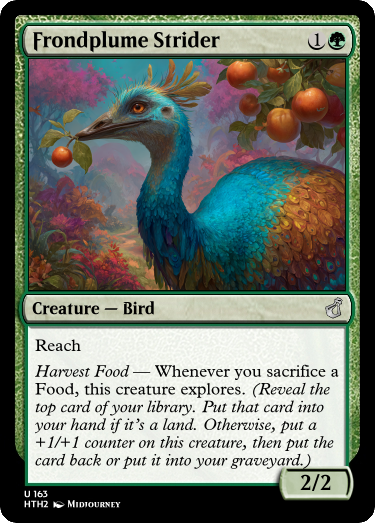 Frondplume Strider 1
Creature — Bird
Reach
Harvest Food — Whenever you sacrifice a
Food, this creature explores. (Reveal the
top card of your library. Put that card into
your hand if it's a land. Otherwise, put a
+1/+1 counter on this creature, then put the
card back or put it into your graveyard.)
2/2
U 163
HTH2 Midjourney